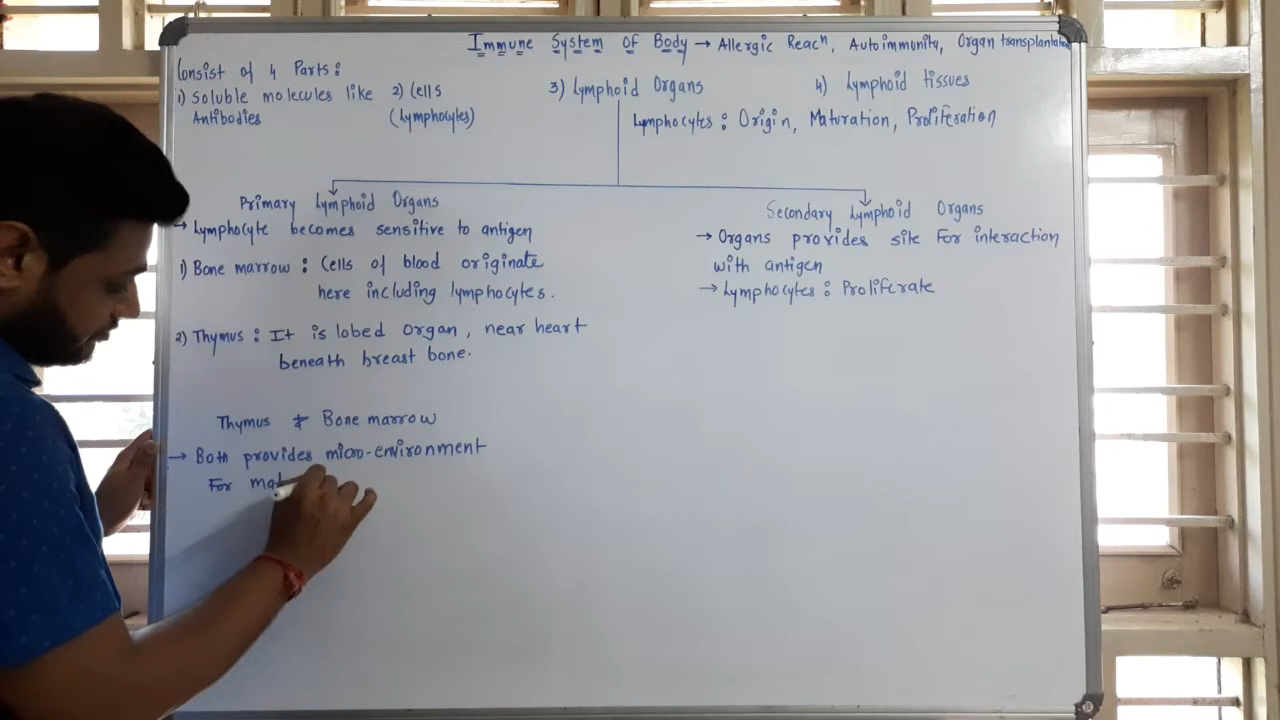 Immune System Of Body → Allergic Reacⁿ, Autoimmunity, Organ transplantation
Consist of 4 Parts:
1) Soluble molecules like Antibodies
2) Cells
(Lymphocytes)
3) Lymphoid Organs
4) Lymphoid tissues
Lymphocytes: Origin, Maturation, Proliferation
Primary Lymphoid Organs
→ Lymphocyte becomes sensitive to antigen
1) Bone marrow: Cells of blood originate
here including lymphocytes.
2) Thymus: It is lobed organ, near heart
beneath breast bone.
Thymus & Bone marrow
→ Both provides micro-environment
For mat
Secondary Lymphoid Organs
→ Organs provides site for interaction
with antigen
→ Lymphocytes: Proliferate